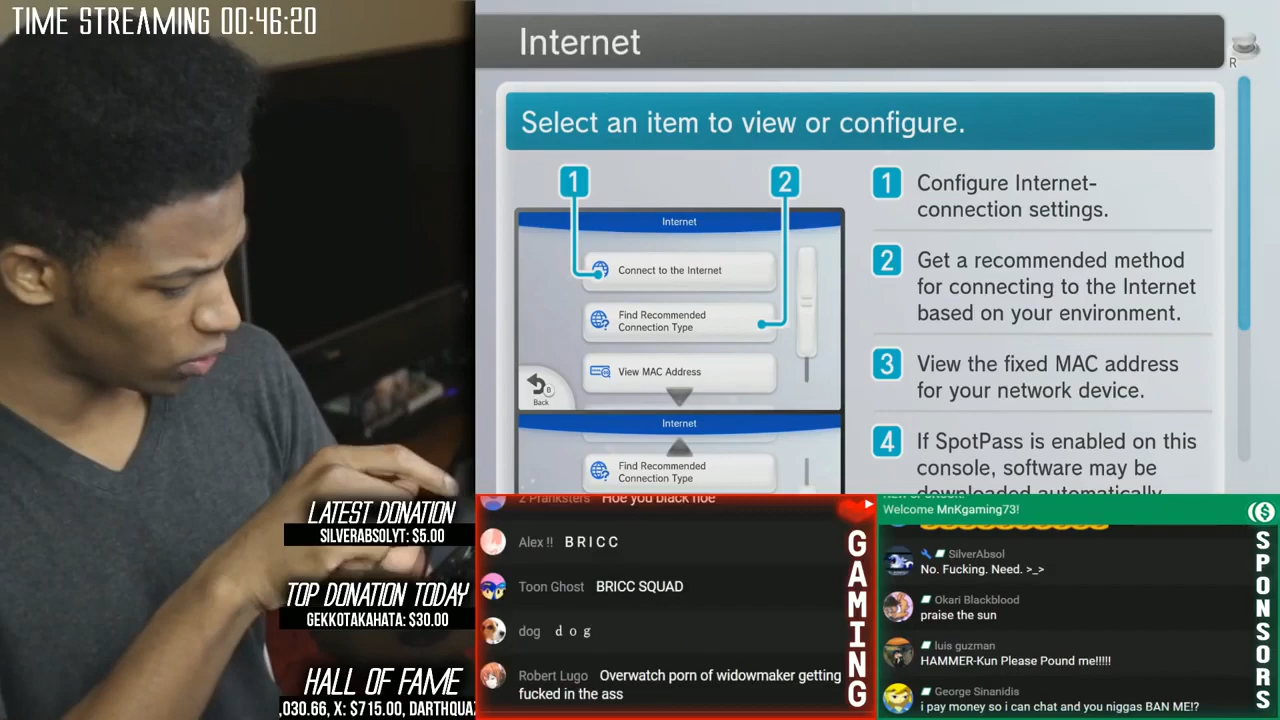 TIME STREAMING 00:46:20
Internet
R
Select an item to view or configure.
1
2
Internet
Connect to the Internet
Find Recommended
Connection Type
View MAC Address
Back
B
Internet
Find Recommended
Connection Type
1 Configure Internet-
connection settings.
2 Get a recommended method
for connecting to the Internet
based on your environment.
3 View the fixed MAC address
for your network device.
4 If SpotPass is enabled on this
console, software may be
downloaded automatically
LATEST DONATION
SILVERABSOLYT: $5.00
TOP DONATION TODAY
GEKKOTAKAHATA: $30.00
HALL OF FAME
,030.66, X: $715.00, DARTHQUA
2 Pranksters Hoe you black hoe
Alex !! B R I C C
Toon Ghost BRICC SQUAD
dog d o g
Robert Lugo Overwatch porn of widowmaker getting
fucked in the ass
GAMING
Welcome MnKgaming73!
SilverAbsol
No. Fucking. Need. >_>
Okari Blackblood
praise the sun
luis guzman
HAMMER-Kun Please Pound me!!!!!
George Sinanidis
i pay money so i can chat and you niggas BAN ME!?
SPONSORS